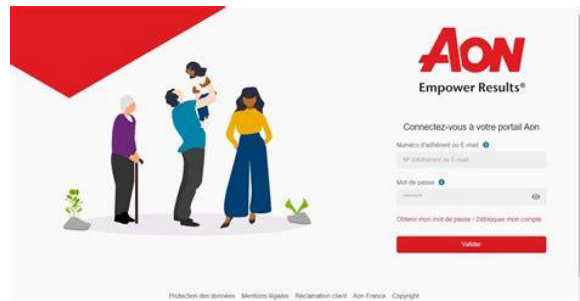 AON
Empower Results®
Connectez-vous à votre portail Aon
Numéro d'adhérent ou E-mail
N° d'Adhérent ou E-mail
Mot de passe
********
Obtenir mon mot de passe / Débloquer mon compte
Valider
Protection des données Mentions légales Réclamation client Aon France Copyright